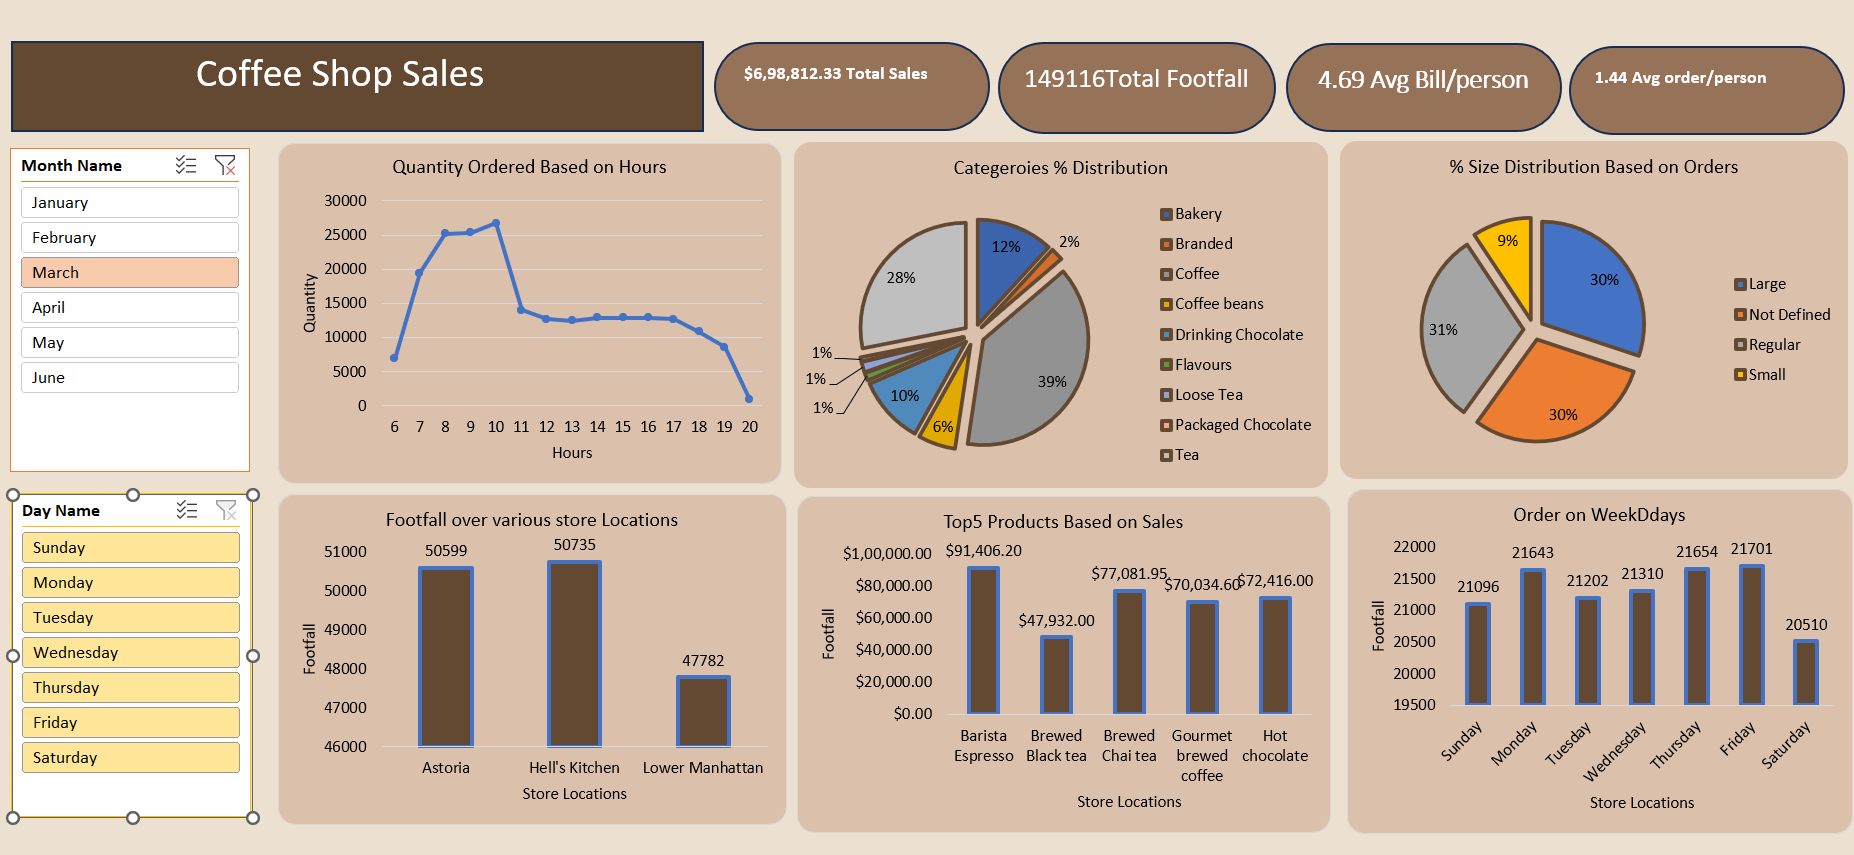 Coffee Shop Sales
$6,98,812.33 Total Sales
149116Total Footfall
4.69 Avg Bill/person
1.44 Avg order/person
Month Name
January
February
March
April
May
June
Day Name
Sunday
Monday
Tuesday
Wednesday
Thursday
Friday
Saturday
Quantity Ordered Based on Hours
30000
25000
20000
15000
10000
5000
0
Quantity
6 7 8 9 10 11 12 13 14 15 16 17 18 19 20
Hours
Categeroies % Distribution
12%
2%
28%
39%
1%
1%
1%
10%
6%
Bakery
Branded
Coffee
Coffee beans
Drinking Chocolate
Flavours
Loose Tea
Packaged Chocolate
Tea
% Size Distribution Based on Orders
9%
30%
31%
30%
Large
Not Defined
Regular
Small
Footfall over various store Locations
51000
50000
49000
48000
47000
46000
Footfall
50599
50735
47782
Astoria
Hell's Kitchen
Lower Manhattan
Store Locations
Top5 Products Based on Sales
$1,00,000.00
$80,000.00
$60,000.00
$40,000.00
$20,000.00
$0.00
Footfall
$91,406.20
$47,932.00
$77,081.95
$70,034.60
$72,416.00
Barista
Espresso
Brewed
Black tea
Brewed
Chai tea
Gourmet
brewed
coffee
Hot
chocolate
Store Locations
Order on WeekDdays
22000
21500
21000
20500
20000
19500
Footfall
21096
21643
21202
21310
21654
21701
20510
Sunday
Monday
Tuesday
Wednesday
Thursday
Friday
Saturday
Store Locations